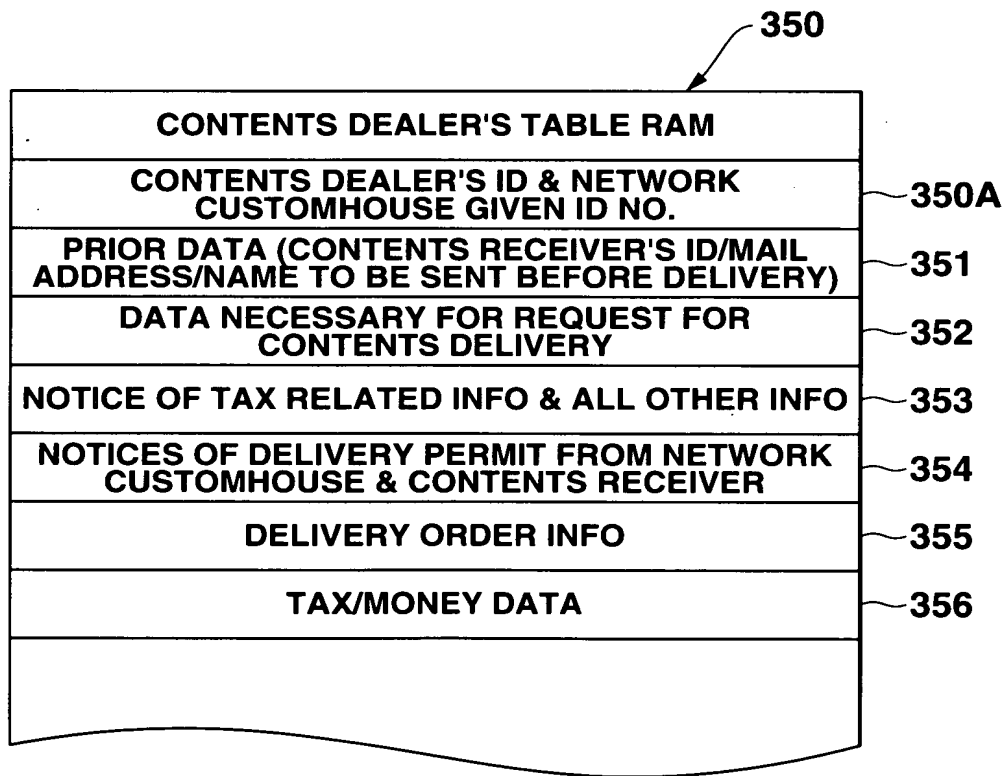 350
CONTENTS DEALER'S TABLE RAM
CONTENTS DEALER'S ID & NETWORK
CUSTOMHOUSE GIVEN ID NO.
350A
PRIOR DATA (CONTENTS RECEIVER'S ID/MAIL
ADDRESS/NAME TO BE SENT BEFORE DELIVERY)
351
DATA NECESSARY FOR REQUEST FOR
CONTENTS DELIVERY
352
NOTICE OF TAX RELATED INFO & ALL OTHER INFO
353
NOTICES OF DELIVERY PERMIT FROM NETWORK
CUSTOMHOUSE & CONTENTS RECEIVER
354
DELIVERY ORDER INFO
355
TAX/MONEY DATA
356